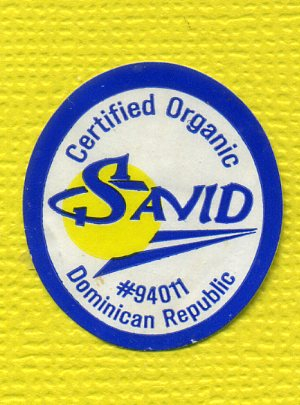 Certified Organic
SAVID
#94011
Dominican Republic